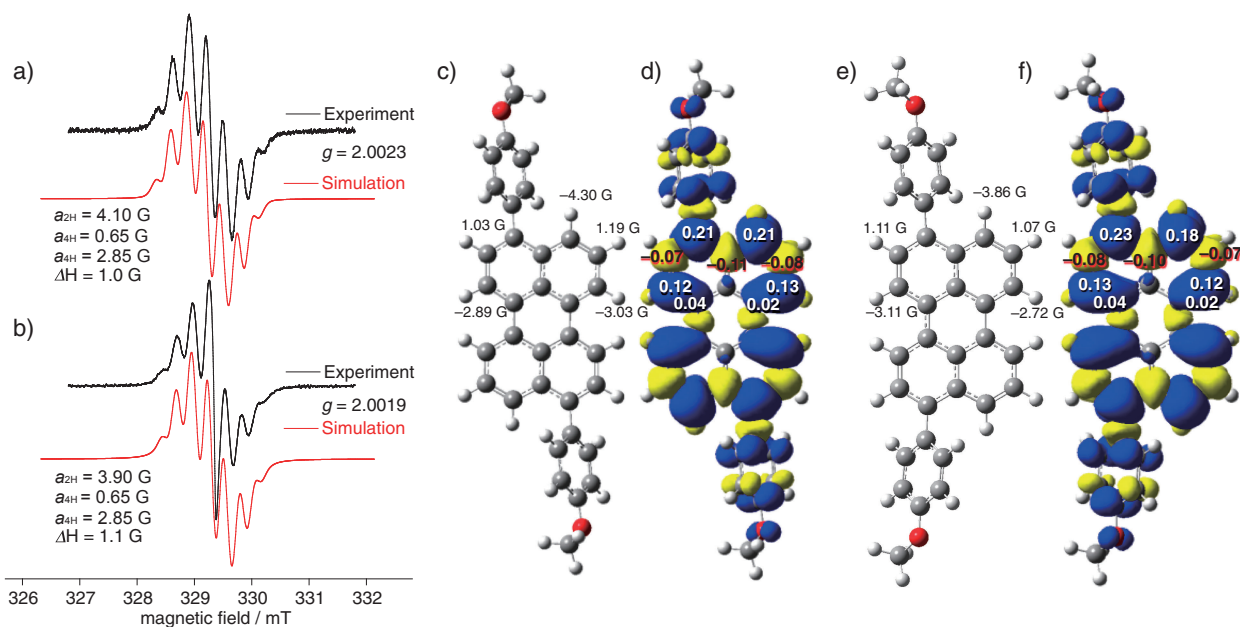 a)
Experiment
g = 2.0023
Simulation
a2H = 4.10 G
a4H = 0.65 G
a4H = 2.85 G
ΔH = 1.0 G
b)
Experiment
g = 2.0019
Simulation
a2H = 3.90 G
a4H = 0.65 G
a4H = 2.85 G
ΔH = 1.1 G
326 327 328 329 330 331 332
magnetic field / mT
c)
−4.30 G
1.03 G 1.19 G
−2.89 G −3.03 G
d)
0.21 0.21
−0.07 −0.11 −0.08
0.12 0.13
0.04 0.02
e)
−3.86 G
1.11 G 1.07 G
−3.11 G −2.72 G
f)
0.23 0.18
−0.08 −0.10 −0.07
0.13 0.12
0.04 0.02